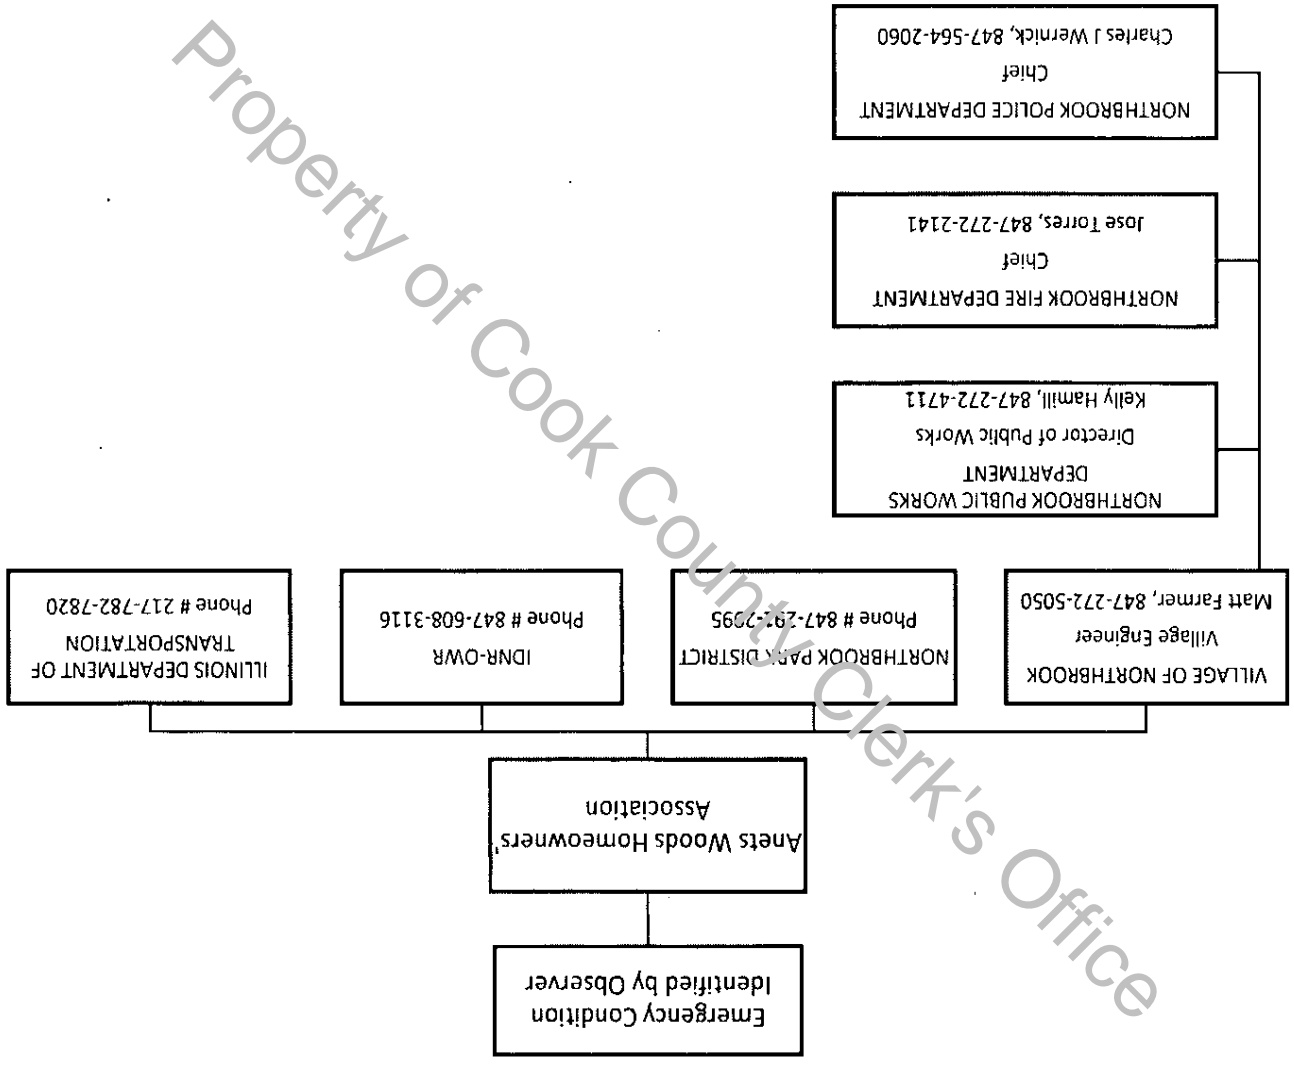 Emergency Condition
Identified by Observer
Anets Woods Homeowners'
Association
VILLAGE OF NORTHBROOK
Village Engineer
Matt Farmer, 847-272-5050
NORTHBROOK PARK DISTRICT
Phone #
IDNR-OWR
Phone # 847-608-3116
ILLINOIS DEPARTMENT OF
TRANSPORTATION
Phone # 217-782-7820
NORTHBROOK PUBLIC WORKS
DEPARTMENT
Director of Public Works
Kelly Hamill, 847-272-4711
NORTHBROOK FIRE DEPARTMENT
Chief
Jose Torres, 847-272-2141
NORTHBROOK POLICE DEPARTMENT
Chief
Charles J Wernick, 847-564-2060
Property of Cook County Clerk's Office